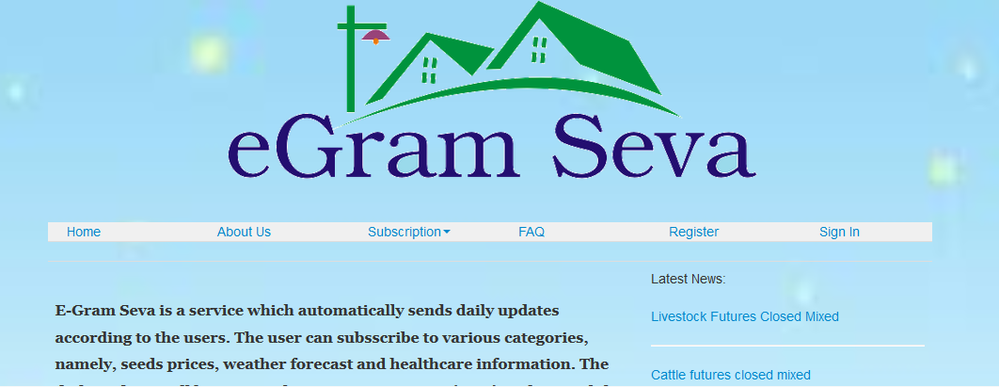 eGram Seva
Home About Us Subscription FAQ Register Sign In
E-Gram Seva is a service which automatically sends daily updates
according to the users. The user can subsscribe to various categories,
namely, seeds prices, weather forecast and healthcare information. The
Latest News:
Livestock Futures Closed Mixed
Cattle futures closed mixed